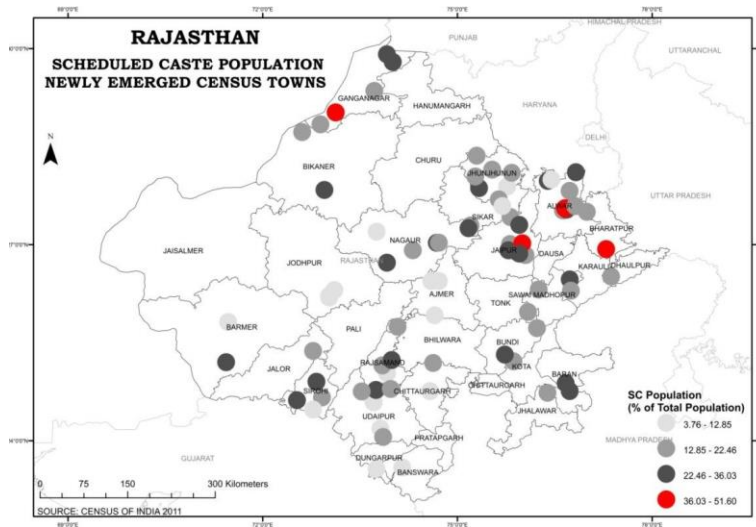 RAJASTHAN
SCHEDULED CASTE POPULATION
NEWLY EMERGED CENSUS TOWNS
PUNJAB
HIMACHAL PRADESH
UTTARANCHAL
HARYANA
DELHI
UTTAR PRADESH
N
GANGANAGAR
HANUMANGARH
BIKANER
CHURU
JHUNJHUNUN
SIKAR
ALWAR
BHARATPUR
JAISALMER
JODHPUR
RAJASTHAN
NAGAUR
JAIPUR
DAUSA
KARAULI
DHAULPUR
AJMER
TONK
SAWAI MADHOPUR
BARMER
PALI
BHILWARA
BUNDI
JALOR
RAJSAMAND
KOTA
BARAN
SIROHI
CHITTAURGARH
CHITTAURGARH
JHALAWAR
UDAIPUR
PRATAPGARH
DUNGARPUR
BANSWARA
GUJARAT
MADHYA PRADESH
SC Population
(% of Total Population)
3.76 - 12.85
12.85 - 22.46
22.46 - 36.03
36.03 - 51.60
0 75 150 300 Kilometers
SOURCE: CENSUS OF INDIA 2011